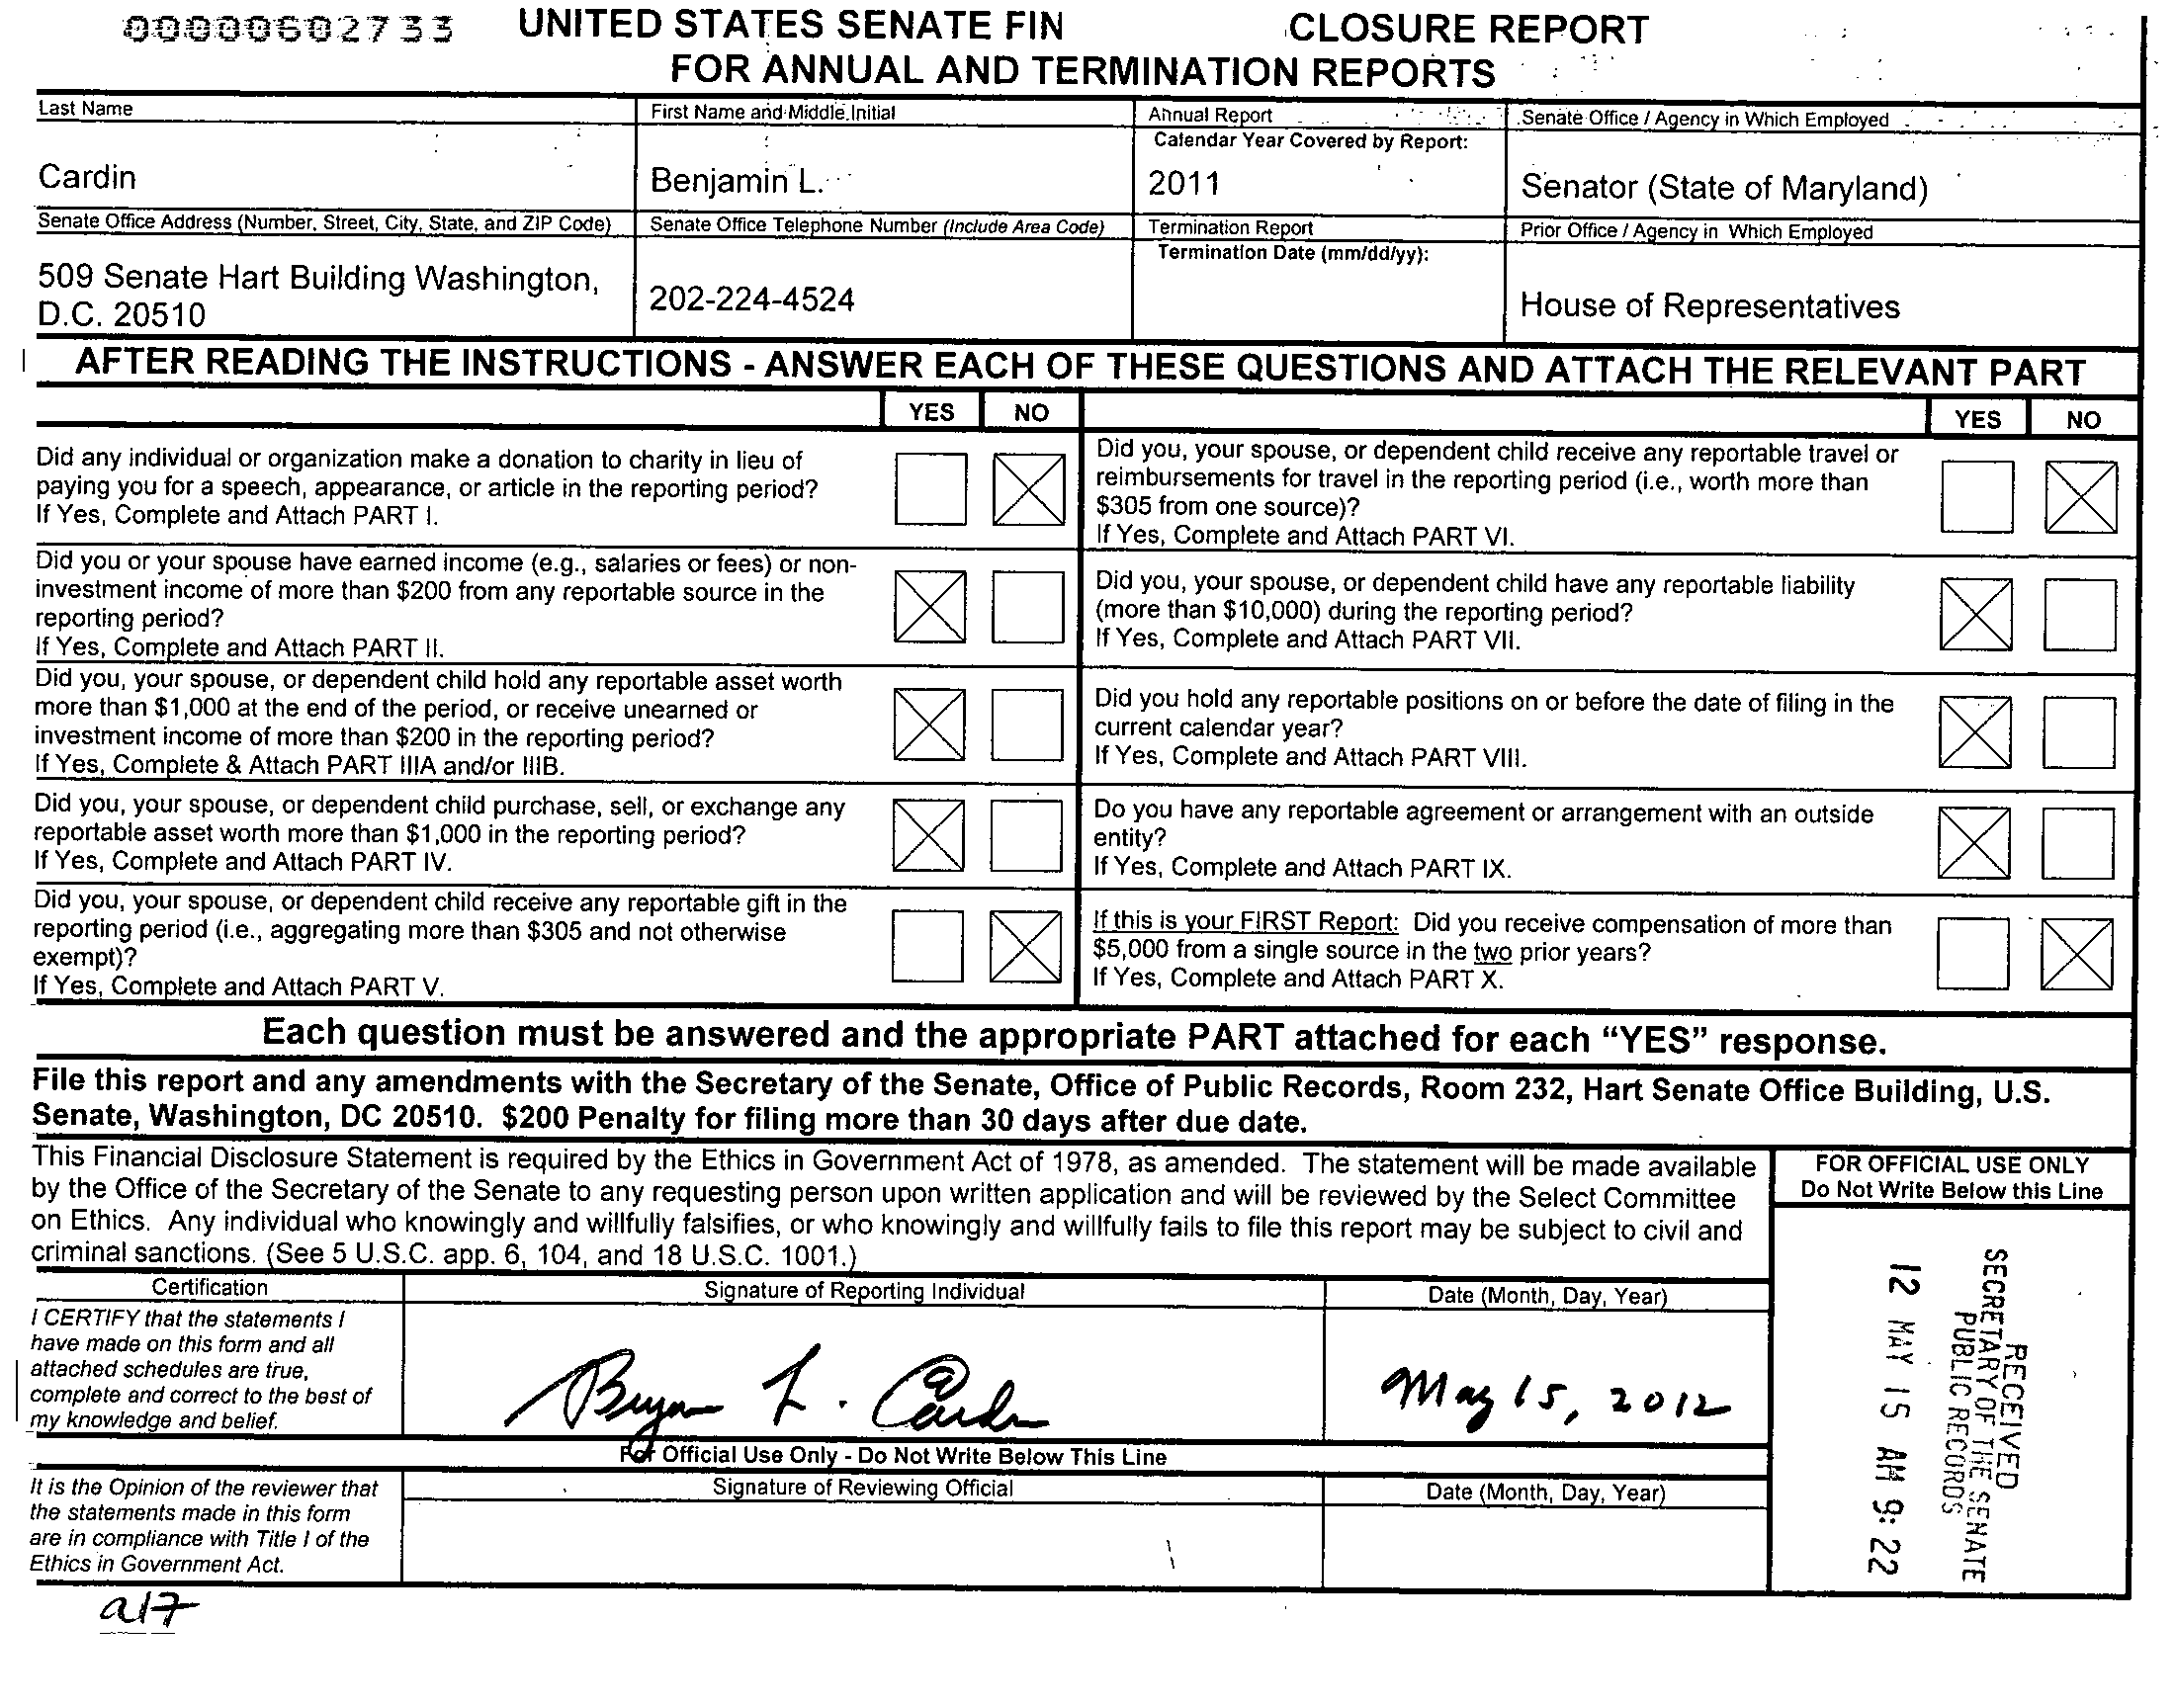 00000602733
UNITED STATES SENATE FIN CLOSURE REPORT
FOR ANNUAL AND TERMINATION REPORTS
Last Name
First Name and Middle Initial
Annual Report
Calendar Year Covered by Report:
Senate Office / Agency in Which Employed
Cardin
Benjamin L.
2011
Senator (State of Maryland)
Senate Office Address (Number, Street, City, State, and ZIP Code)
Senate Office Telephone Number (Include Area Code)
Termination Report
Termination Date (mm/dd/yy):
Prior Office / Agency in Which Employed
509 Senate Hart Building Washington,
D.C. 20510
202-224-4524
House of Representatives
AFTER READING THE INSTRUCTIONS - ANSWER EACH OF THESE QUESTIONS AND ATTACH THE RELEVANT PART
YES NO
Did any individual or organization make a donation to charity in lieu of
paying you for a speech, appearance, or article in the reporting period?
If Yes, Complete and Attach PART I.
Did you or your spouse have earned income (e.g., salaries or fees) or non-
investment income of more than $200 from any reportable source in the
reporting period?
If Yes, Complete and Attach PART II.
Did you, your spouse, or dependent child hold any reportable asset worth
more than $1,000 at the end of the period, or receive unearned or
investment income of more than $200 in the reporting period?
If Yes, Complete & Attach PART IIIA and/or IIIB.
Did you, your spouse, or dependent child purchase, sell, or exchange any
reportable asset worth more than $1,000 in the reporting period?
If Yes, Complete and Attach PART IV.
Did you, your spouse, or dependent child receive any reportable gift in the
reporting period (i.e., aggregating more than $305 and not otherwise
exempt)?
If Yes, Complete and Attach PART V.
YES NO
Did you, your spouse, or dependent child receive any reportable travel or
reimbursements for travel in the reporting period (i.e., worth more than
$305 from one source)?
If Yes, Complete and Attach PART VI.
Did you, your spouse, or dependent child have any reportable liability
(more than $10,000) during the reporting period?
If Yes, Complete and Attach PART VII.
Did you hold any reportable positions on or before the date of filing in the
current calendar year?
If Yes, Complete and Attach PART VIII.
Do you have any reportable agreement or arrangement with an outside
entity?
If Yes, Complete and Attach PART IX.
If this is your FIRST Report: Did you receive compensation of more than
$5,000 from a single source in the two prior years?
If Yes, Complete and Attach PART X.
Each question must be answered and the appropriate PART attached for each “YES” response.
File this report and any amendments with the Secretary of the Senate, Office of Public Records, Room 232, Hart Senate Office Building, U.S.
Senate, Washington, DC 20510. $200 Penalty for filing more than 30 days after due date.
This Financial Disclosure Statement is required by the Ethics in Government Act of 1978, as amended. The statement will be made available
by the Office of the Secretary of the Senate to any requesting person upon written application and will be reviewed by the Select Committee
on Ethics. Any individual who knowingly and willfully falsifies, or who knowingly and willfully fails to file this report may be subject to civil and
criminal sanctions. (See 5 U.S.C. app. 6, 104, and 18 U.S.C. 1001.)
FOR OFFICIAL USE ONLY
Do Not Write Below this Line
RECEIVED
SECRETARY OF THE SENATE
PUBLIC RECORDS
12 MAY 15 AM 9:22
Certification
Signature of Reporting Individual
Date (Month, Day, Year)
I CERTIFY that the statements I
have made on this form and all
attached schedules are true,
complete and correct to the best of
my knowledge and belief.
L. Cardin
May 15, 2012
For Official Use Only - Do Not Write Below This Line
It is the Opinion of the reviewer that
the statements made in this form
are in compliance with Title I of the
Ethics in Government Act.
Signature of Reviewing Official
Date (Month, Day, Year)
a17